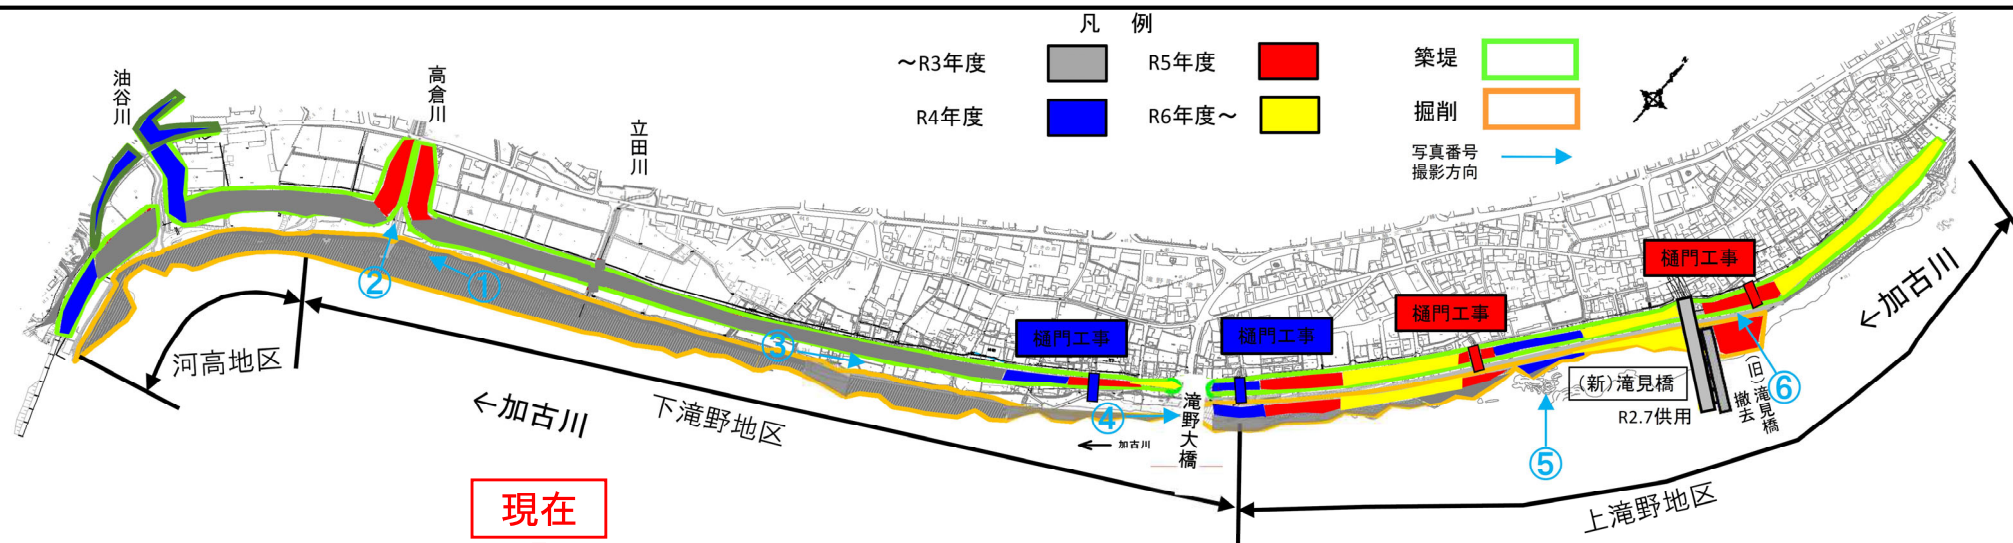 凡 例
～R3年度
R4年度
R5年度
R6年度～
築堤
掘削
写真番号
撮影方向
油谷川
高倉川
立田川
②
①
③
④
⑤
⑥
樋門工事
樋門工事
樋門工事
樋門工事
河高地区
←加古川
下滝野地区
← 加古川
滝野大橋
(新)滝見橋
R2.7供用
(旧)滝見橋
撤去
←加古川
上滝野地区
現在